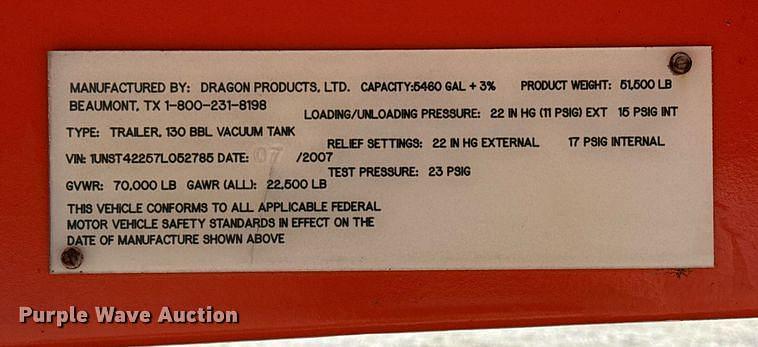 MANUFACTURED BY: DRAGON PRODUCTS, LTD. CAPACITY:5460 GAL + 3% PRODUCT WEIGHT: 51,500 LB
BEAUMONT, TX 1-800-231-8198
LOADING/UNLOADING PRESSURE: 22 IN HG (11 PSIG) EXT 15 PSIG INT
TYPE: TRAILER, 130 BBL VACUUM TANK
RELIEF SETTINGS: 22 IN HG EXTERNAL 17 PSIG INTERNAL
VIN: 1UNST42257L052785 DATE: 07 /2007
TEST PRESSURE: 23 PSIG
GVWR: 70,000 LB GAWR (ALL): 22,500 LB
THIS VEHICLE CONFORMS TO ALL APPLICABLE FEDERAL
MOTOR VEHICLE SAFETY STANDARDS IN EFFECT ON THE
DATE OF MANUFACTURE SHOWN ABOVE
Purple Wave Auction